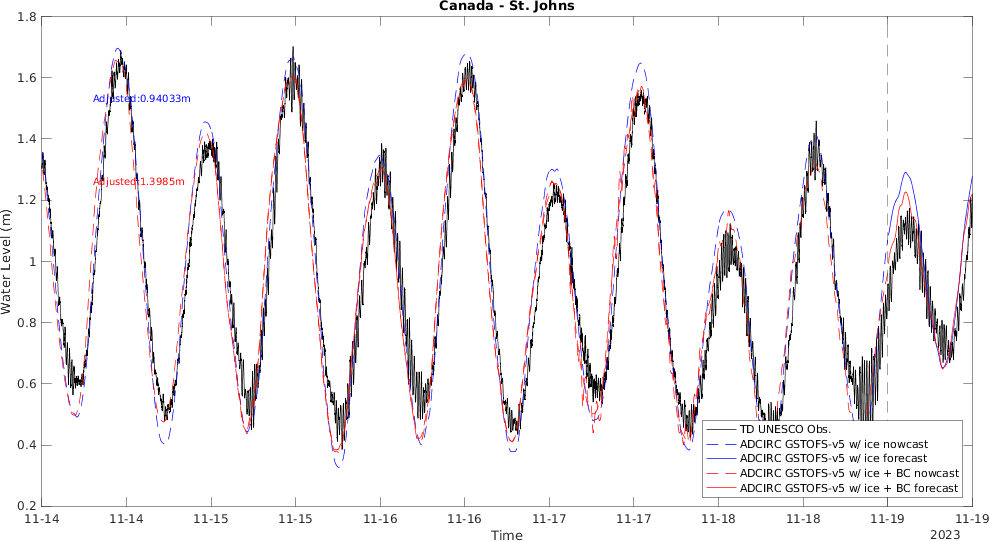 Canada - St. Johns
1.8
1.6
Adjusted:0.94033m
1.4
1.2
Adjusted:1.3985m
1
0.8
0.6
0.4
0.2
Water Level (m)
TD UNESCO Obs.
ADCIRC GSTOFS-v5 w/ ice nowcast
ADCIRC GSTOFS-v5 w/ ice forecast
ADCIRC GSTOFS-v5 w/ ice + BC nowcast
ADCIRC GSTOFS-v5 w/ ice + BC forecast
11-14 11-14 11-15 11-15 11-16 11-16 11-17 11-17 11-18 11-18 11-19 11-19
Time
2023